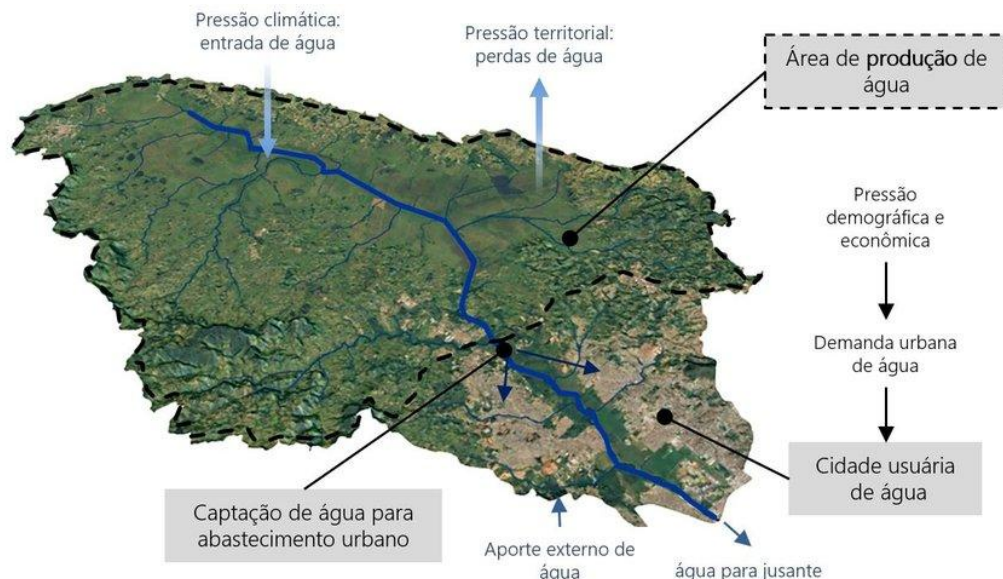 Pressão climática:
entrada de água
Pressão territorial:
perdas de água
Área de produção de
água
Pressão
demográfica e
econômica
Demanda urbana
de água
Cidade usuária
de água
Captação de água para
abastecimento urbano
Aporte externo de
água
água para jusante